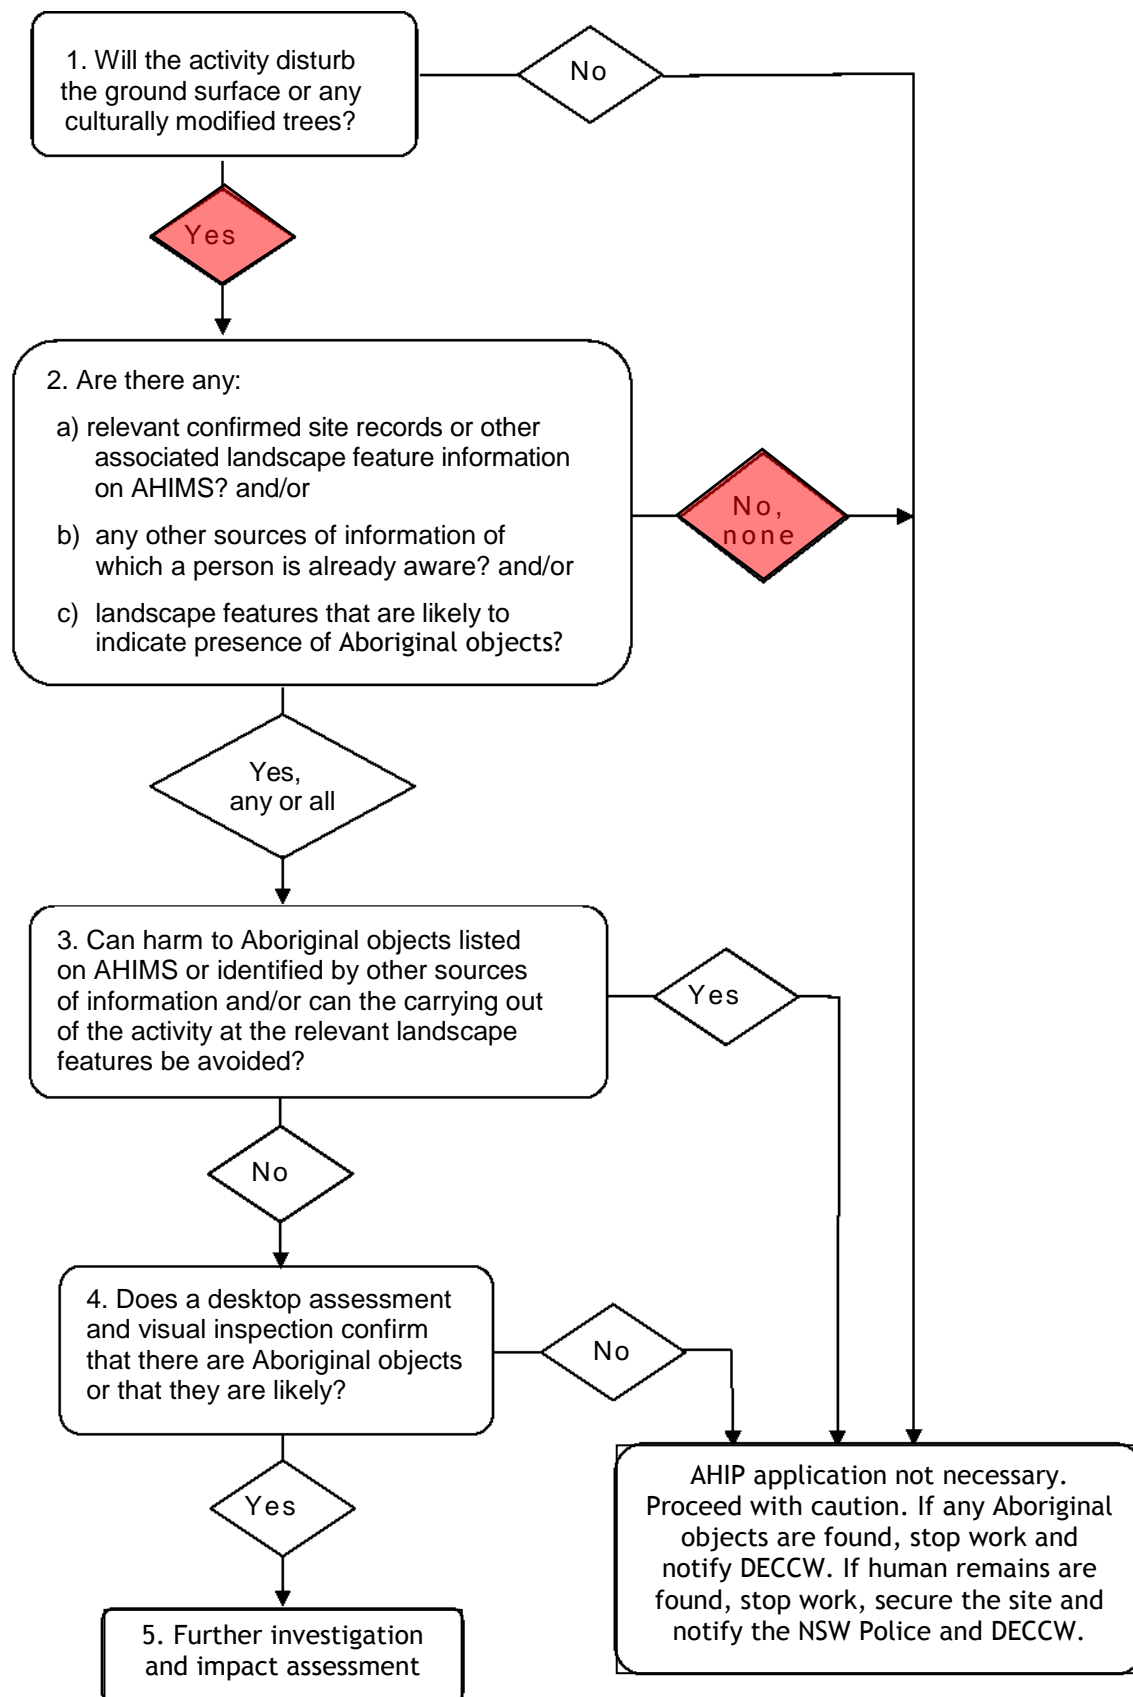 1. Will the activity disturb
the ground surface or any
culturally modified trees?
No
Yes
2. Are there any:
a) relevant confirmed site records or other
associated landscape feature information
on AHIMS? and/or
b) any other sources of information of
which a person is already aware? and/or
c) landscape features that are likely to
indicate presence of Aboriginal objects?
No,
none
Yes,
any or all
3. Can harm to Aboriginal objects listed
on AHIMS or identified by other sources
of information and/or can the carrying out
of the activity at the relevant landscape
features be avoided?
Yes
No
4. Does a desktop assessment
and visual inspection confirm
that there are Aboriginal objects
or that they are likely?
No
Yes
AHIP application not necessary.
Proceed with caution. If any Aboriginal
objects are found, stop work and
notify DECCW. If human remains are
found, stop work, secure the site and
notify the NSW Police and DECCW.
5. Further investigation
and impact assessment